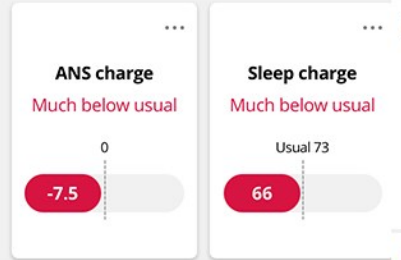 ANS charge
Much below usual
0
-7.5
Sleep charge
Much below usual
Usual 73
66